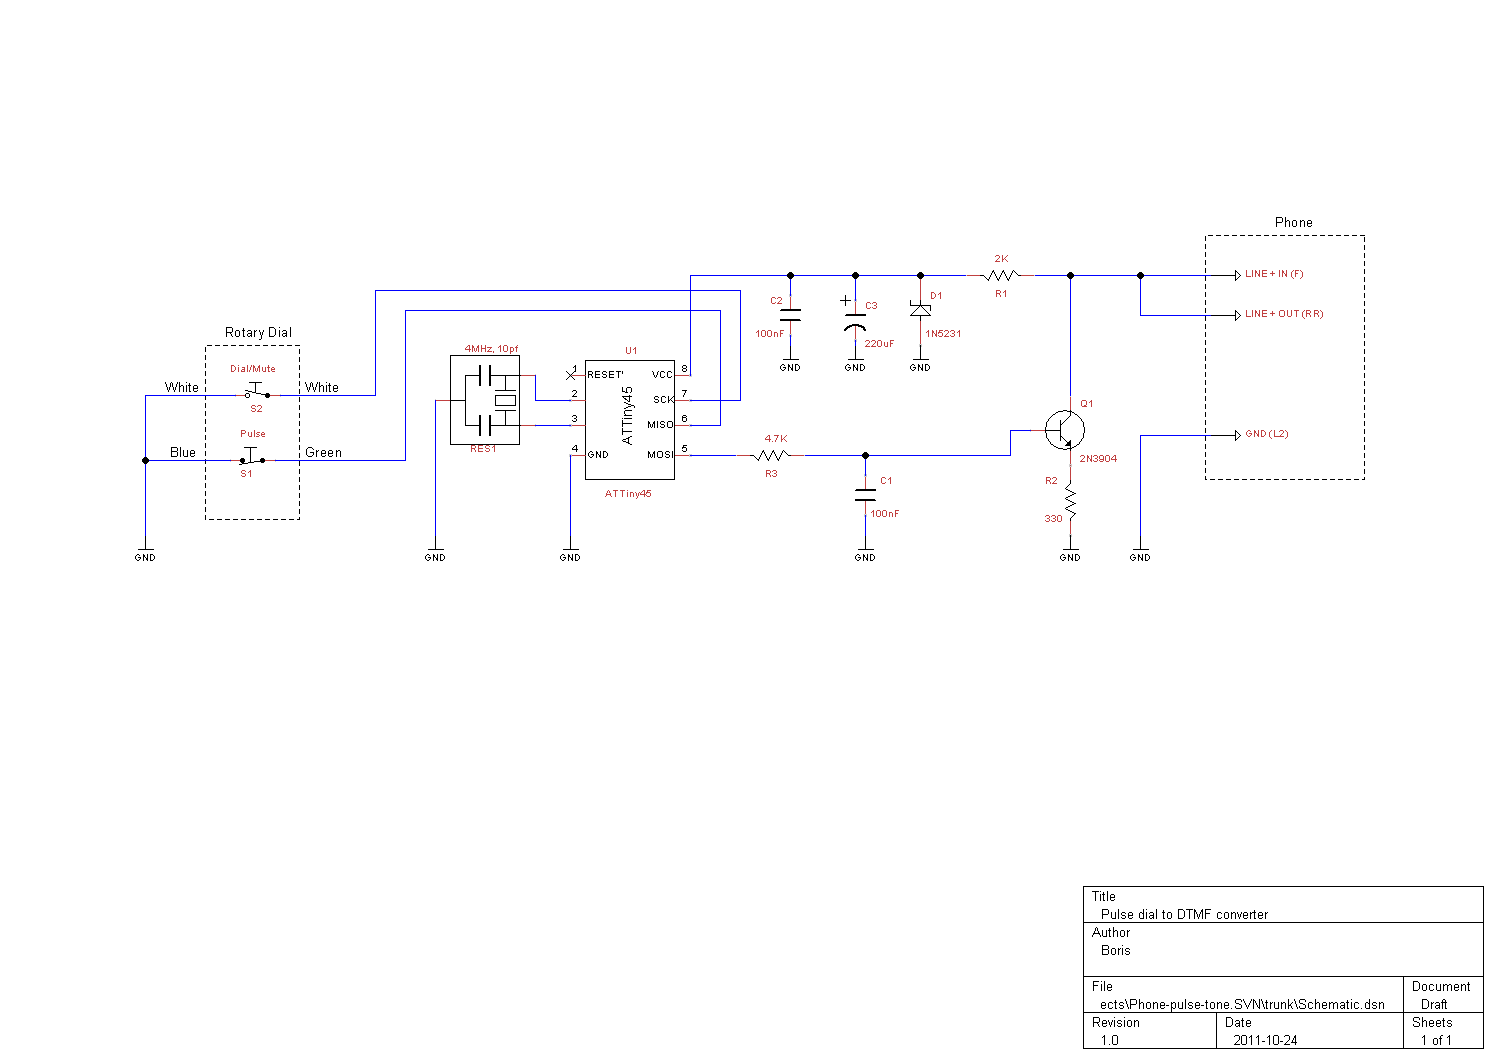 Phone
LINE+ IN (F)
LINE+ OUT (RR)
GND (L2)
2K
R1
C2
100nF
GND
C3
220uF
GND
D1
1N5231
GND
Rotary Dial
Dial/Mute
White
White
S2
Pulse
Blue
Green
S1
GND
4MHz, 10pf
RES1
GND
U1
1
RESET'
2
3
4
GND
ATTiny45
VCC
8
SCK
7
MISO
6
MOSI
5
ATTiny45
GND
4.7K
R3
C1
100nF
GND
Q1
2N3904
R2
330
GND
GND
Title
Pulse dial to DTMF converter
Author
Boris
File
ects\Phone-pulse-tone.SVN\trunk\Schematic.dsn
Document
Draft
Revision
1.0
Date
2011-10-24
Sheets
1 of 1